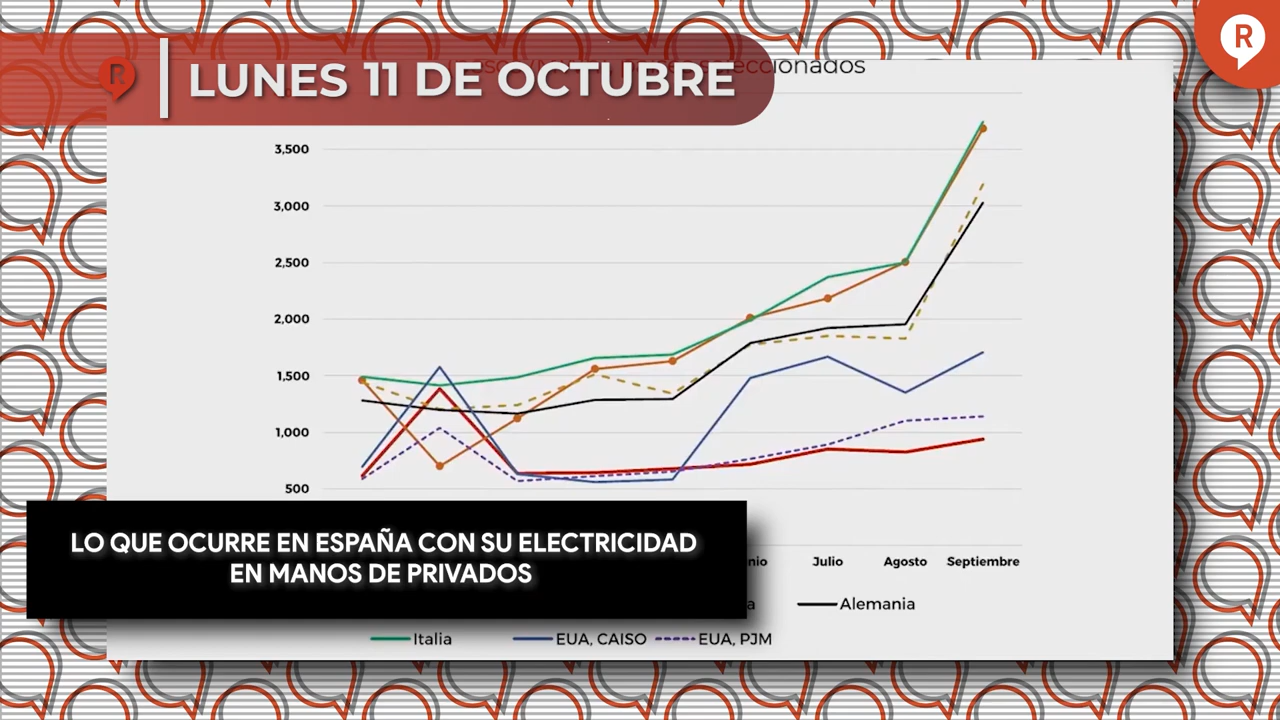 R
LUNES 11 DE OCTUBRE
R
3,500
3,000
2,500
2,000
1,500
1,000
500
LO QUE OCURRE EN ESPAÑA CON SU ELECTRICIDAD
EN MANOS DE PRIVADOS
Julio Agosto Septiembre
Alemania
Italia EUA, CAISO EUA, PJM